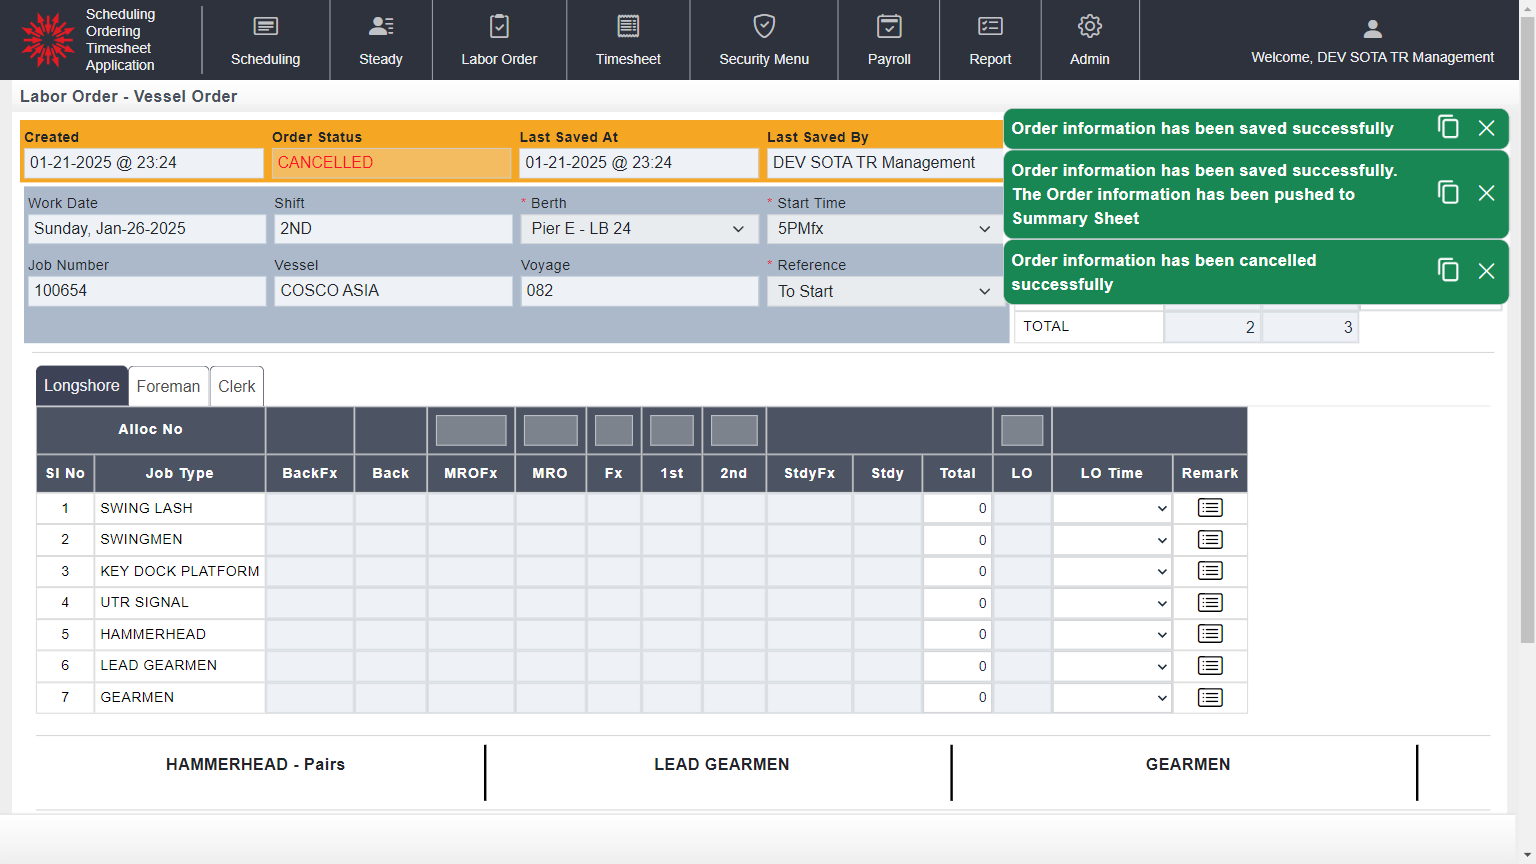 Scheduling
Ordering
Timesheet
Application
Scheduling
Steady
Labor Order
Timesheet
Security Menu
Payroll
Report
Admin
Welcome, DEV SOTA TR Management
Labor Order - Vessel Order
Created
Order Status
Last Saved At
Last Saved By
01-21-2025 @ 23:24
CANCELLED
01-21-2025 @ 23:24
DEV SOTA TR Management
Order information has been saved successfully
Order information has been saved successfully.
The Order information has been pushed to
Summary Sheet
Order information has been cancelled
successfully
Work Date
Shift
* Berth
* Start Time
Sunday, Jan-26-2025
2ND
Pier E - LB 24
5PMfx
Job Number
Vessel
Voyage
* Reference
100654
COSCO ASIA
082
To Start
TOTAL 2 3
Longshore Foreman Clerk
Alloc No
SI No Job Type BackFx Back MROFx MRO Fx 1st 2nd StdyFx Stdy Total LO LO Time Remark
1 SWING LASH 0
2 SWINGMEN 0
3 KEY DOCK PLATFORM 0
4 UTR SIGNAL 0
5 HAMMERHEAD 0
6 LEAD GEARMEN 0
7 GEARMEN 0
HAMMERHEAD - Pairs
LEAD GEARMEN
GEARMEN